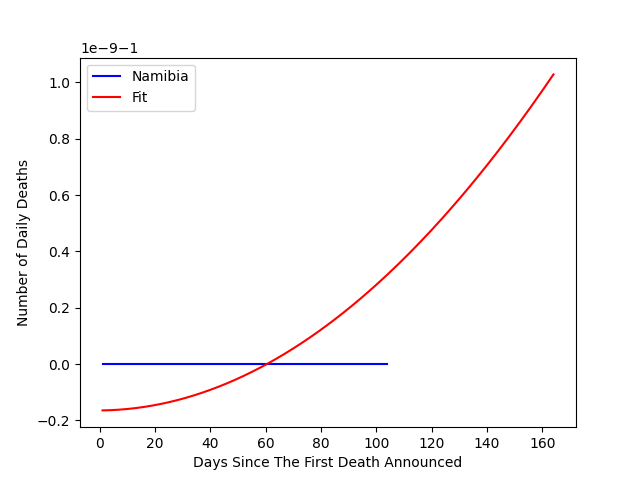 1e−9−1
Namibia
Fit
1.0
0.8
0.6
0.4
0.2
0.0
−0.2
Number of Daily Deaths
0 20 40 60 80 100 120 140 160
Days Since The First Death Announced